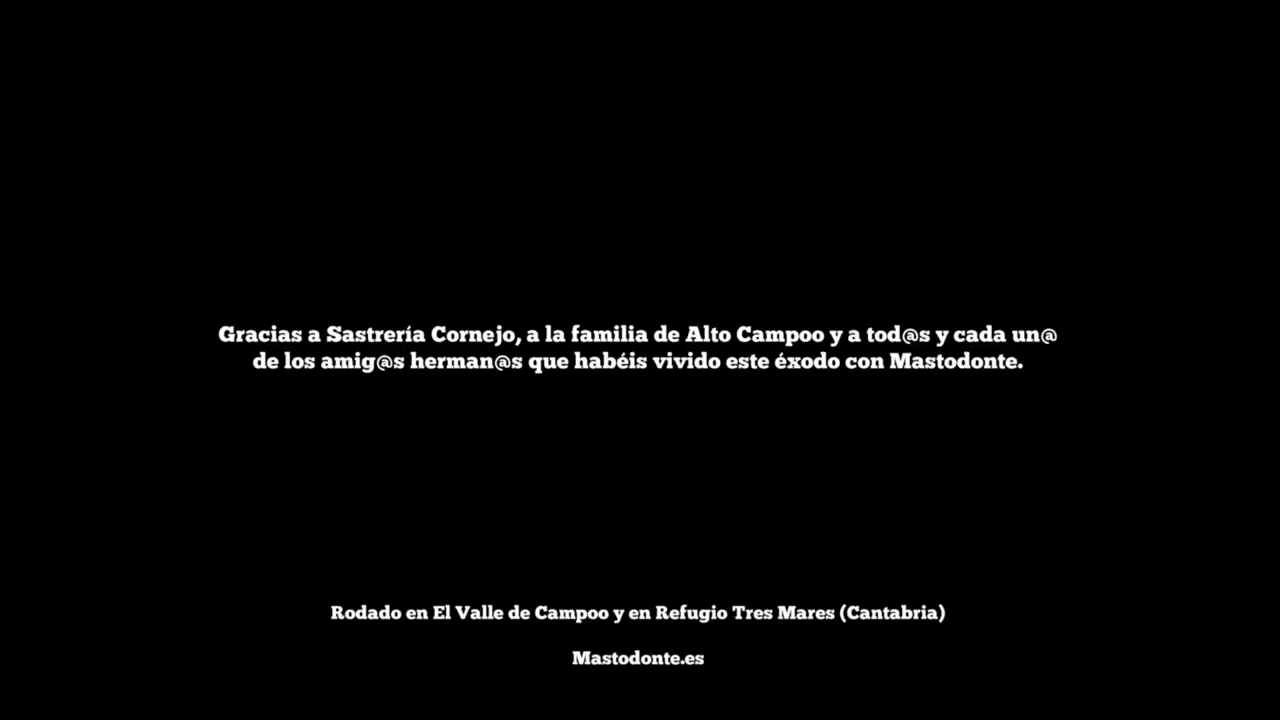 Gracias a Sastrería Cornejo, a la familia de Alto Campoo y a tod@s y cada un@
de los amig@s herman@s que habéis vivido este éxodo con Mastodonte.
Rodado en El Valle de Campoo y en Refugio Tres Mares (Cantabria)
Mastodonte.es